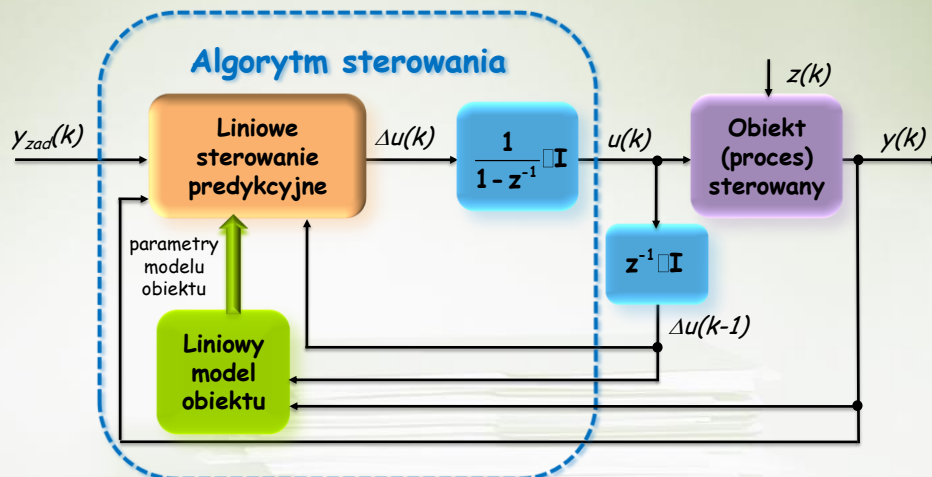 Algorytm sterowania
z(k)
y_zad(k)
Liniowe
sterowanie
predykcyjne
Δu(k)
1
1 - z⁻¹
□I
u(k)
Obiekt
(proces)
sterowany
y(k)
parametry
modelu
obiektu
z⁻¹ □I
Δu(k-1)
Liniowy
model
obiektu